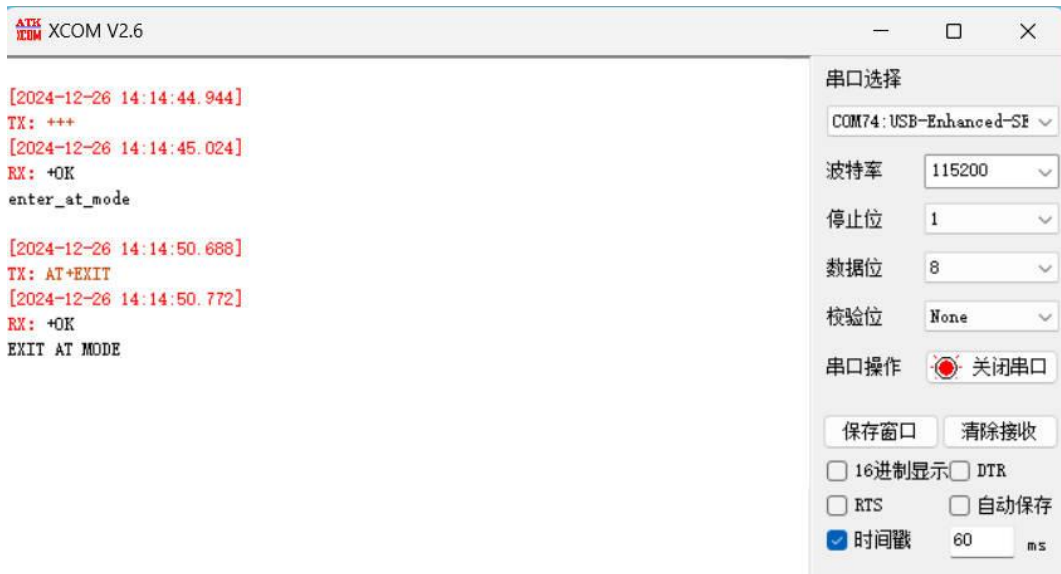 ATK
XCOM
XCOM V2.6
[2024-12-26 14:14:44.944]
TX: +++
[2024-12-26 14:14:45.024]
RX: +OK
enter_at_mode
[2024-12-26 14:14:50.688]
TX: AT+EXIT
[2024-12-26 14:14:50.772]
RX: +OK
EXIT AT MODE
串口选择
COM74:USB-Enhanced-SE
波特率 115200
停止位 1
数据位 8
校验位 None
串口操作 关闭串口
保存窗口 清除接收
16进制显示 DTR
RTS 自动保存
时间戳 60 ms